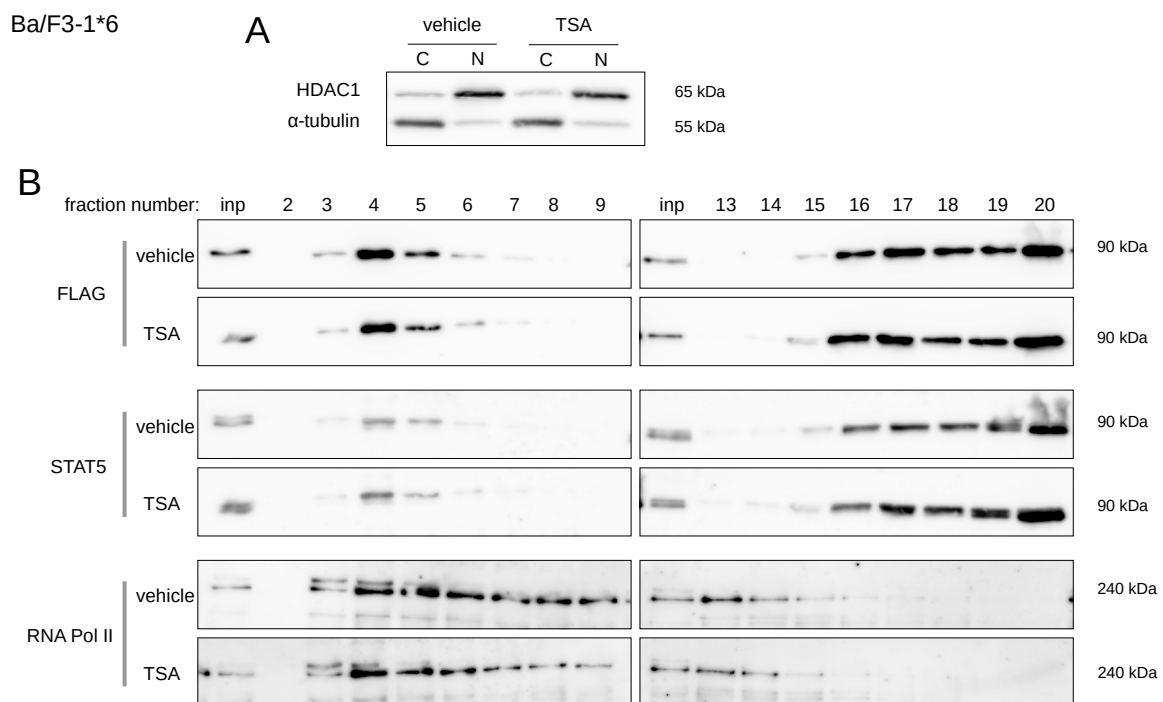 Ba/F3-1*6
A
vehicle TSA
C N C N
HDAC1 65 kDa
α-tubulin 55 kDa
B
fraction number: inp 2 3 4 5 6 7 8 9 inp 13 14 15 16 17 18 19 20
FLAG
vehicle 90 kDa
TSA 90 kDa
STAT5
vehicle 90 kDa
TSA 90 kDa
RNA Pol II
vehicle 240 kDa
TSA 240 kDa